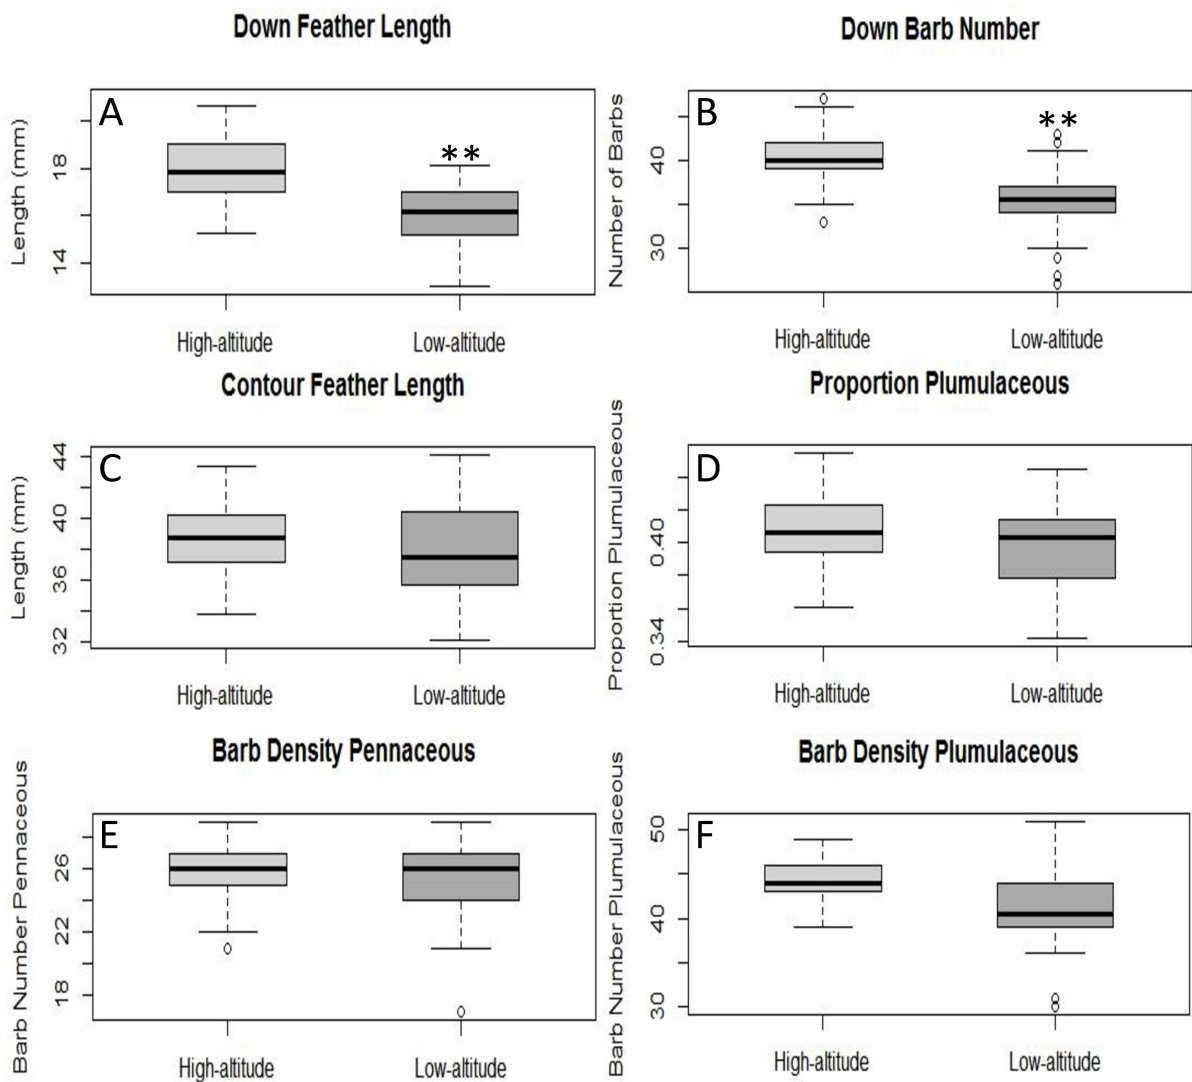 Down Feather Length
Down Barb Number
A
Length (mm)
18
14
**
High-altitude
Low-altitude
B
Number of Barbs
40
30
**
High-altitude
Low-altitude
Contour Feather Length
Proportion Plumulaceous
C
Length (mm)
44
40
36
32
High-altitude
Low-altitude
D
Proportion Plumulaceous
0.40
0.34
High-altitude
Low-altitude
Barb Density Pennaceous
Barb Density Plumulaceous
E
Barb Number Pennaceous
26
22
18
High-altitude
Low-altitude
F
Barb Number Plumulaceous
50
40
30
High-altitude
Low-altitude